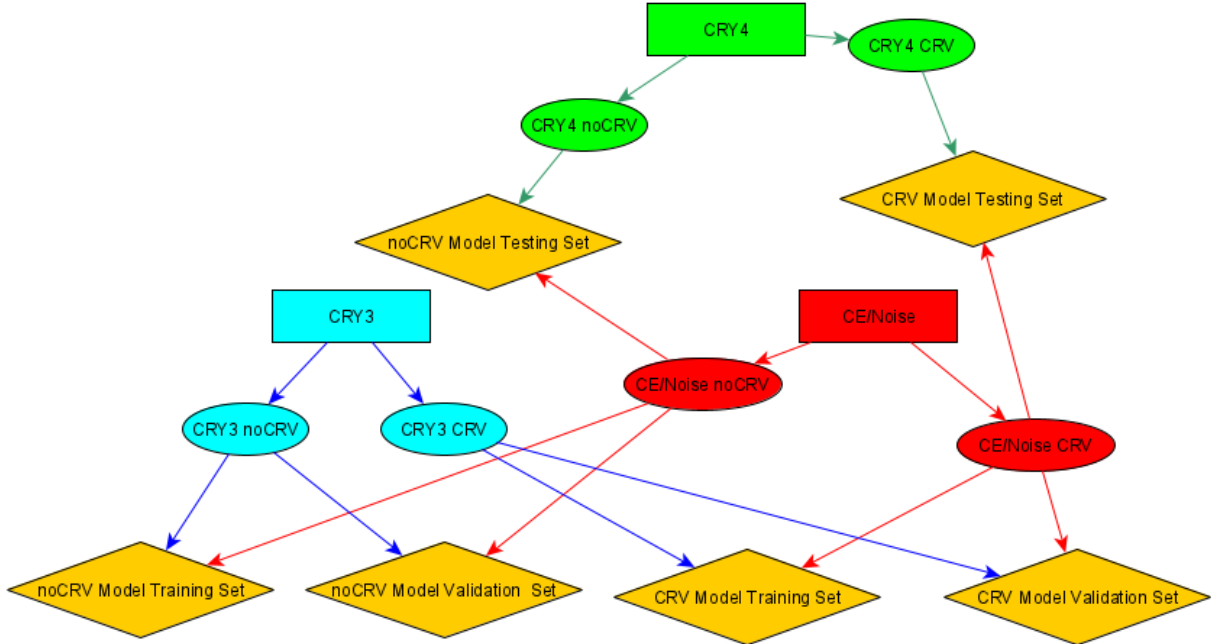 CRY4
CRY4 CRV
CRY4 noCRV
CRV Model Testing Set
noCRV Model Testing Set
CRY3
CE/Noise
CE/Noise noCRV
CRY3 noCRV
CRY3 CRV
CE/Noise CRV
noCRV Model Training Set
noCRV Model Validation  Set
CRV Model Training Set
CRV Model Validation Set